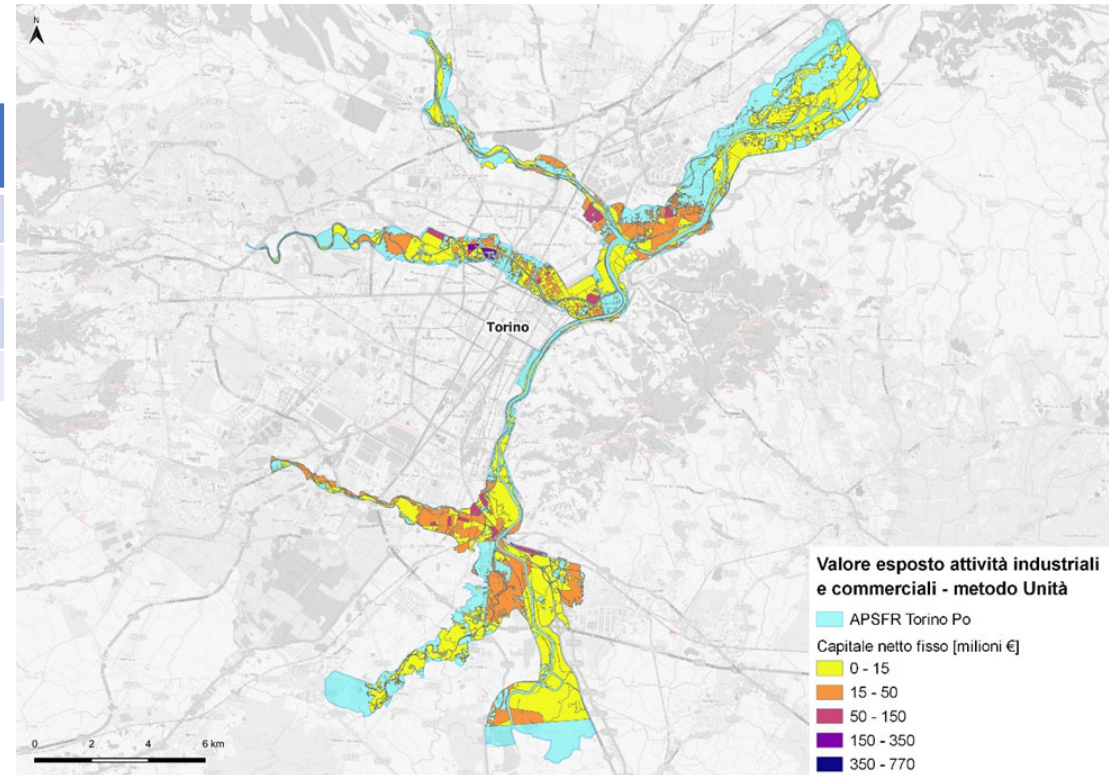 N
Torino
0 2 4 6 km
Valore esposto attività industriali
e commerciali - metodo Unità
APSFR Torino Po
Capitale netto fisso [milioni €]
0 - 15
15 - 50
50 - 150
150 - 350
350 - 770